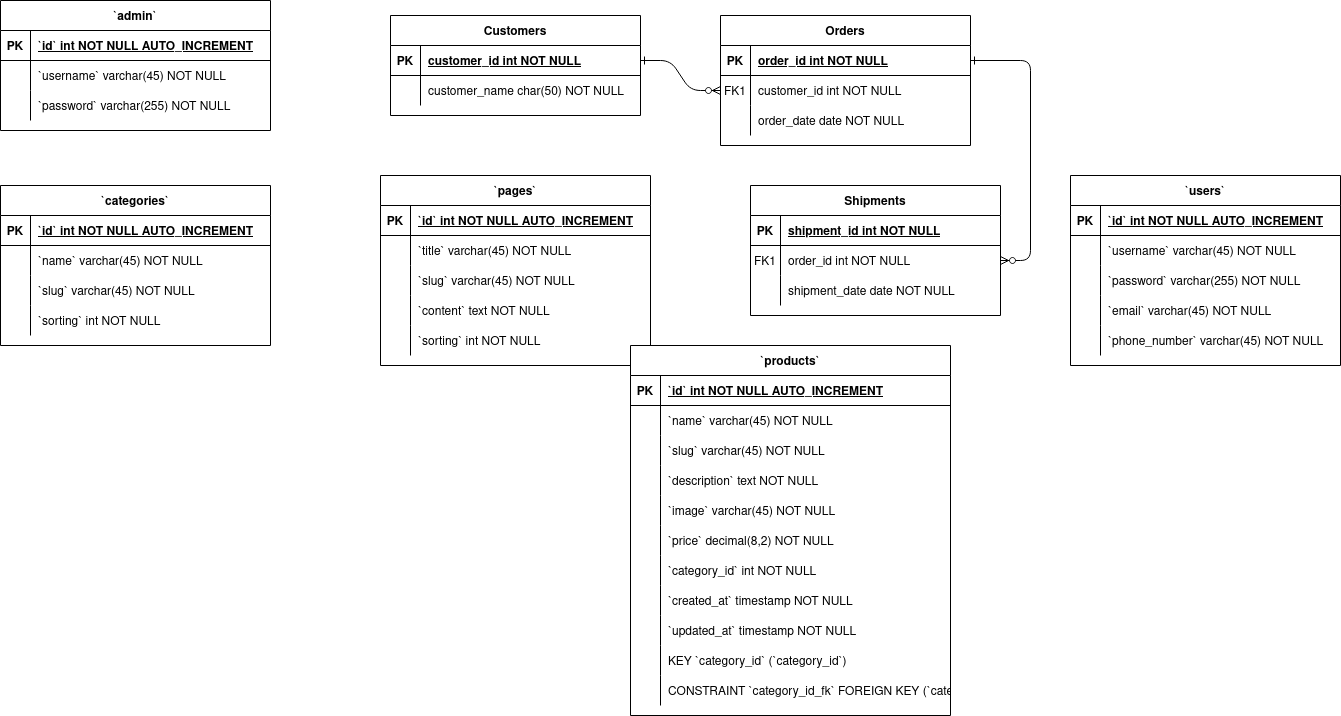 `admin`
PK `id` int NOT NULL AUTO_INCREMENT
`username` varchar(45) NOT NULL
`password` varchar(255) NOT NULL
Customers
PK customer_id int NOT NULL
customer_name char(50) NOT NULL
Orders
PK order_id int NOT NULL
FK1 customer_id int NOT NULL
order_date date NOT NULL
`categories`
PK `id` int NOT NULL AUTO_INCREMENT
`name` varchar(45) NOT NULL
`slug` varchar(45) NOT NULL
`sorting` int NOT NULL
`pages`
PK `id` int NOT NULL AUTO_INCREMENT
`title` varchar(45) NOT NULL
`slug` varchar(45) NOT NULL
`content` text NOT NULL
`sorting` int NOT NULL
Shipments
PK shipment_id int NOT NULL
FK1 order_id int NOT NULL
shipment_date date NOT NULL
`users`
PK `id` int NOT NULL AUTO_INCREMENT
`username` varchar(45) NOT NULL
`password` varchar(255) NOT NULL
`email` varchar(45) NOT NULL
`phone_number` varchar(45) NOT NULL
`products`
PK `id` int NOT NULL AUTO_INCREMENT
`name` varchar(45) NOT NULL
`slug` varchar(45) NOT NULL
`description` text NOT NULL
`image` varchar(45) NOT NULL
`price` decimal(8,2) NOT NULL
`category_id` int NOT NULL
`created_at` timestamp NOT NULL
`updated_at` timestamp NOT NULL
KEY `category_id` (`category_id`)
CONSTRAINT `category_id_fk` FOREIGN KEY (`cate